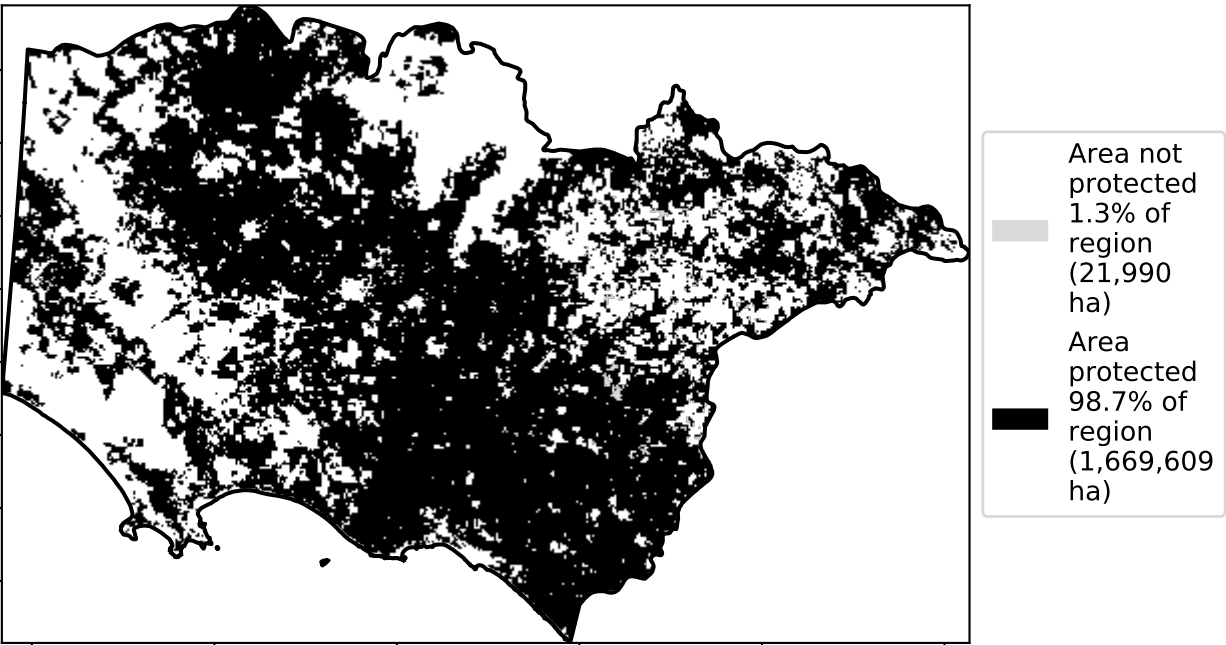 Area not
protected
1.3% of
region
(21,990
ha)
Area
protected
98.7% of
region
(1,669,609
ha)